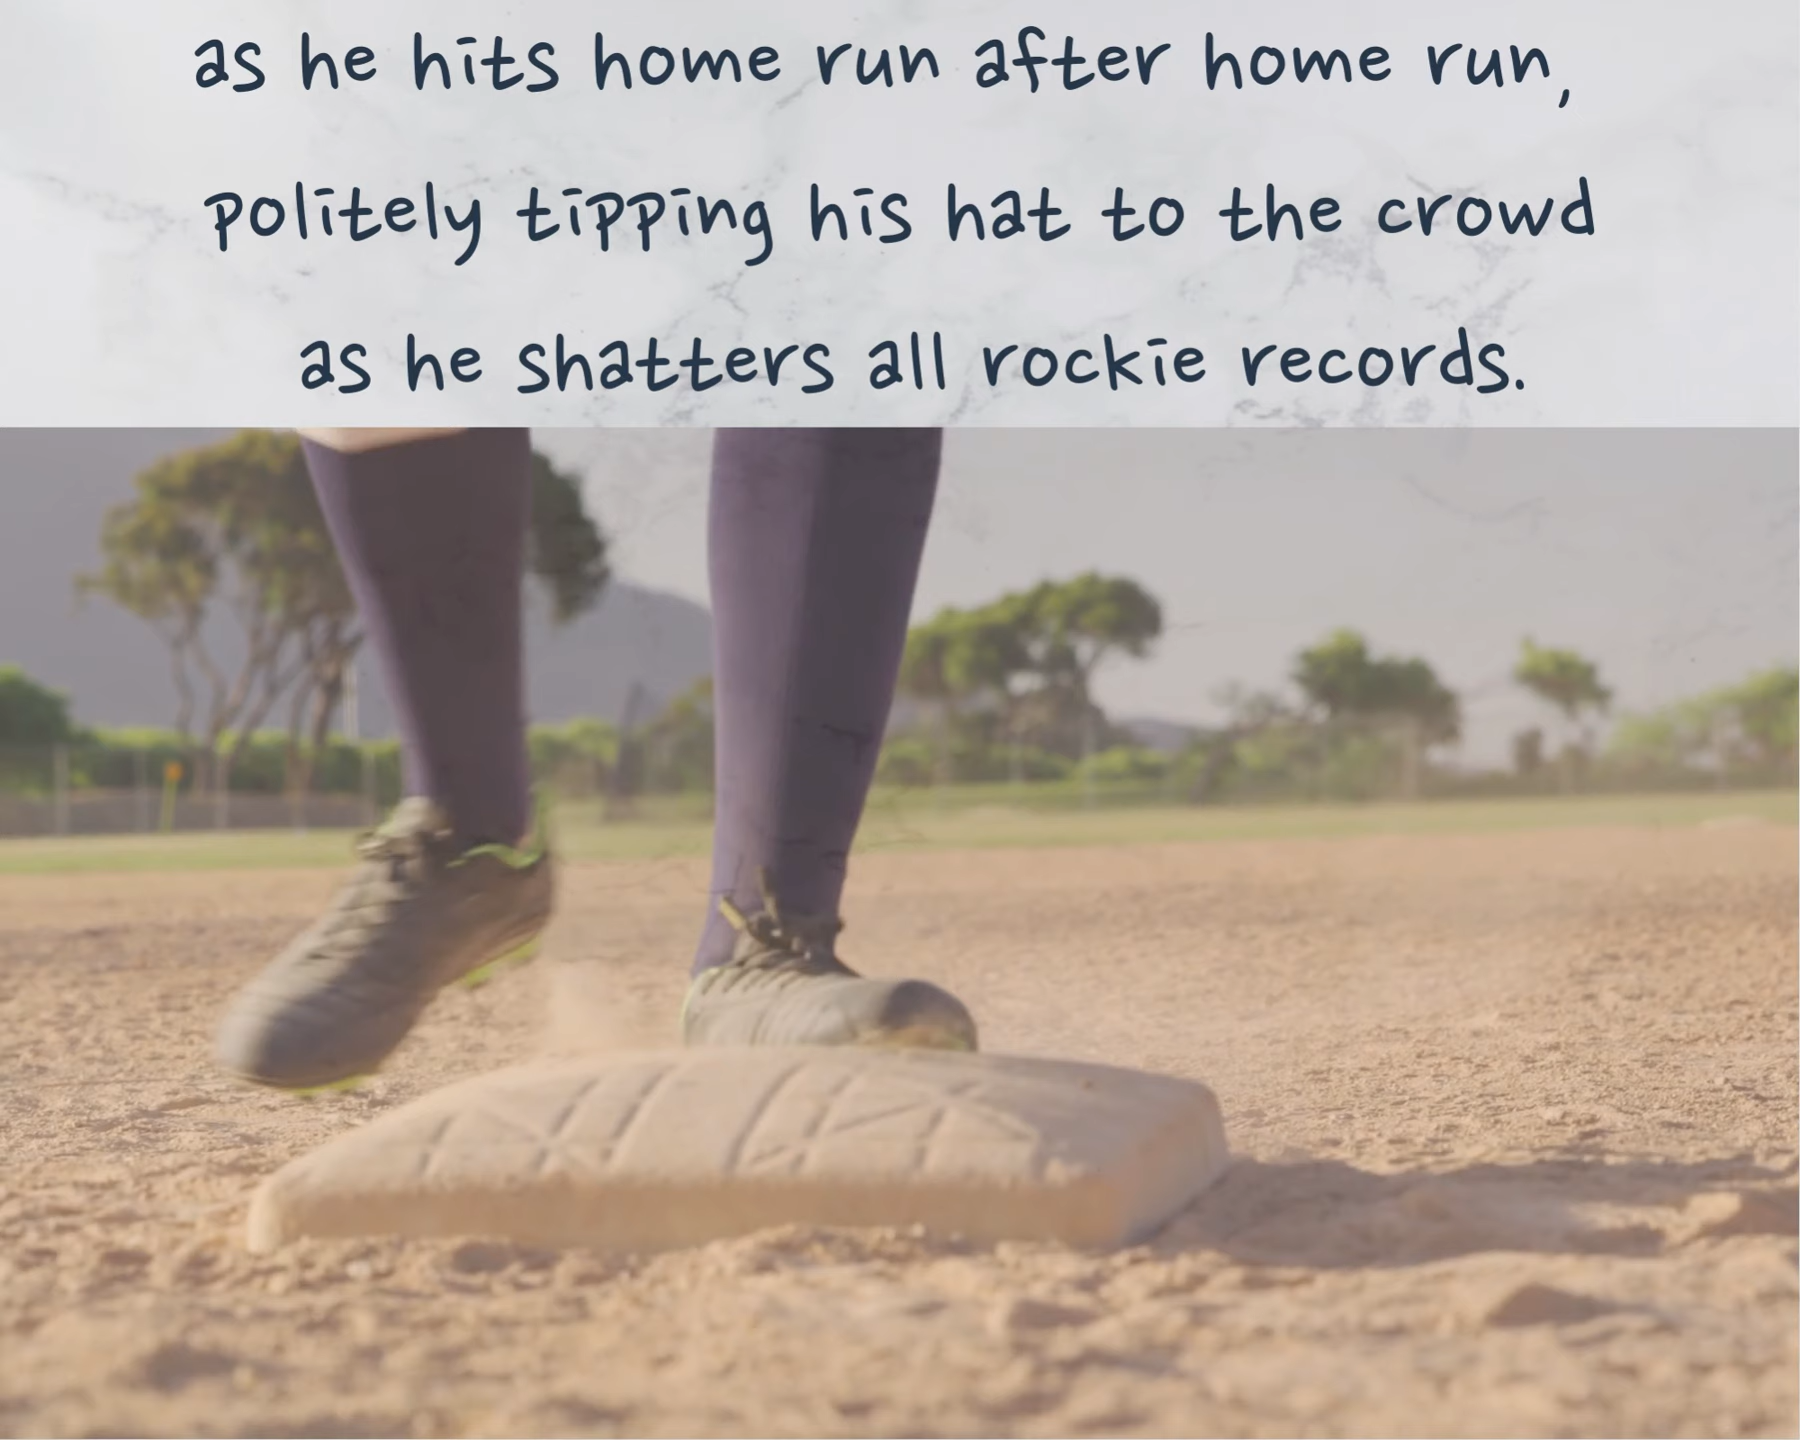 as he hits home run after home run,
politely tipping his hat to the crowd
as he shatters all rockie records.